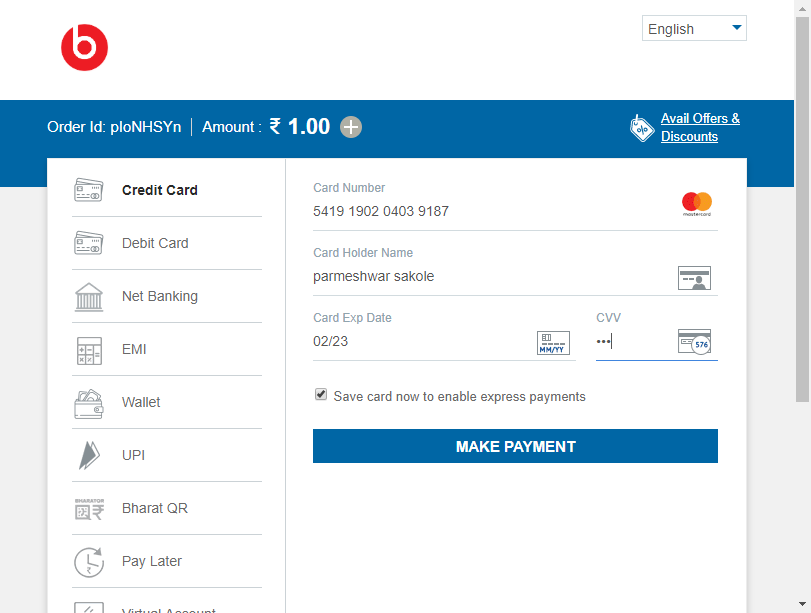 b
English
Order Id: ploNHSYn | Amount : ₹ 1.00 +
Avail Offers &
Discounts
Credit Card
Debit Card
Net Banking
EMI
Wallet
UPI
BHARATQR
Bharat QR
Pay Later
Card Number
5419 1902 0403 9187
mastercard
Card Holder Name
parmeshwar sakole
Card Exp Date
02/23
MM/YY
CVV
•••
576
Save card now to enable express payments
MAKE PAYMENT
Virtual Account